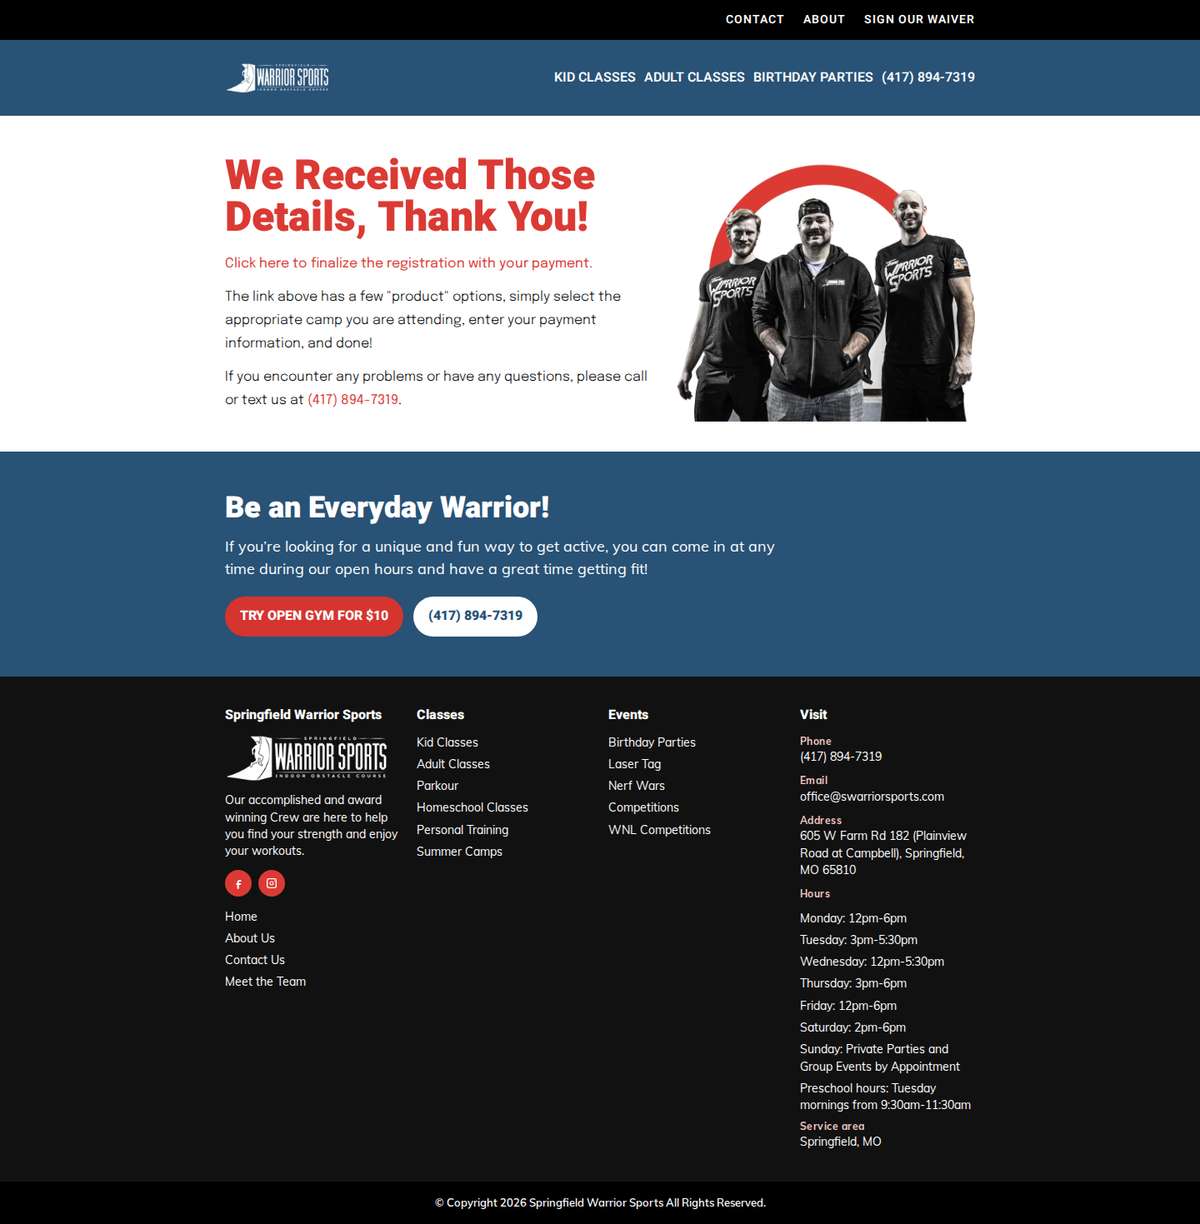 CONTACT ABOUT SIGN OUR WAIVER
SPRINGFIELD
WARRIOR SPORTS
INDOOR OBSTACLE COURSE
KID CLASSES ADULT CLASSES BIRTHDAY PARTIES (417) 894-7319
We Received Those
Details, Thank You!
Click here to finalize the registration with your payment.
The link above has a few "product" options, simply select the
appropriate camp you are attending, enter your payment
information, and done!
If you encounter any problems or have any questions, please call
or text us at (417) 894-7319.
WARRIOR
SPORTS
WARRIOR
SPORTS
Be an Everyday Warrior!
If you're looking for a unique and fun way to get active, you can come in at any
time during our open hours and have a great time getting fit!
TRY OPEN GYM FOR $10
(417) 894-7319
Springfield Warrior Sports
SPRINGFIELD
WARRIOR SPORTS
INDOOR OBSTACLE COURSE
Our accomplished and award
winning Crew are here to help
you find your strength and enjoy
your workouts.
Home
About Us
Contact Us
Meet the Team
Classes
Kid Classes
Adult Classes
Parkour
Homeschool Classes
Personal Training
Summer Camps
Events
Birthday Parties
Laser Tag
Nerf Wars
Competitions
WNL Competitions
Visit
Phone
(417) 894-7319
Email
office@swarriorsports.com
Address
605 W Farm Rd 182 (Plainview
Road at Campbell), Springfield,
MO 65810
Hours
Monday: 12pm-6pm
Tuesday: 3pm-5:30pm
Wednesday: 12pm-5:30pm
Thursday: 3pm-6pm
Friday: 12pm-6pm
Saturday: 2pm-6pm
Sunday: Private Parties and
Group Events by Appointment
Preschool hours: Tuesday
mornings from 9:30am-11:30am
Service area
Springfield, MO
© Copyright 2026 Springfield Warrior Sports All Rights Reserved.